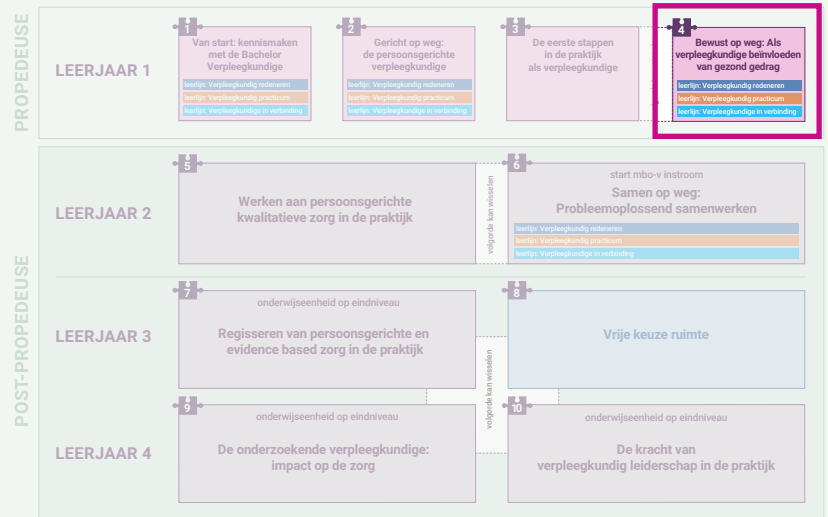 PROPEDEUSE
LEERJAAR 1
1
Van start: kennismaken
met de Bachelor
Verpleegkundige
leerlijn: Verpleegkundig redeneren
leerlijn: Verpleegkundig practicum
leerlijn: Verpleegkundige in verbinding
2
Gericht op weg:
de persoonsgerichte
verpleegkundige
leerlijn: Verpleegkundig redeneren
leerlijn: Verpleegkundig practicum
leerlijn: Verpleegkundige in verbinding
3
De eerste stappen
in de praktijk
als verpleegkundige
4
Bewust op weg: Als
verpleegkundige beïnvloeden
van gezond gedrag
leerlijn: Verpleegkundig redeneren
leerlijn: Verpleegkundig practicum
leerlijn: Verpleegkundige in verbinding
POST-PROPEDEUSE
LEERJAAR 2
5
Werken aan persoonsgerichte
kwalitatieve zorg in de praktijk
volgorde kan wisselen
6
start mbo-v instroom
Samen op weg:
Probleemoplossend samenwerken
leerlijn: Verpleegkundig redeneren
leerlijn: Verpleegkundig practicum
leerlijn: Verpleegkundige in verbinding
LEERJAAR 3
7
onderwijseenheid op eindniveau
Regisseren van persoonsgerichte en
evidence based zorg in de praktijk
volgorde kan wisselen
8
Vrije keuze ruimte
LEERJAAR 4
9
onderwijseenheid op eindniveau
De onderzoekende verpleegkundige:
impact op de zorg
10
onderwijseenheid op eindniveau
De kracht van
verpleegkundig leiderschap in de praktijk